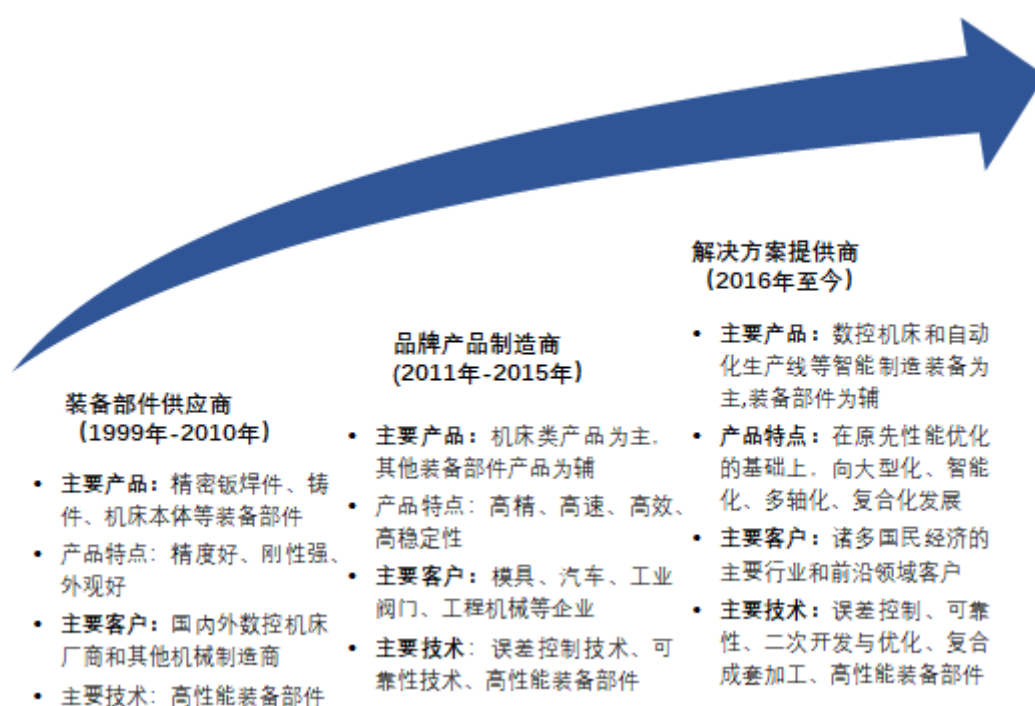 装备部件供应商
(1999年-2010年)
• 主要产品：精密钣焊件、铸
件、机床本体等装备部件
• 产品特点：精度好、刚性强、
外观好
• 主要客户：国内外数控机床
厂商和其他机械制造商
• 主要技术：高性能装备部件
品牌产品制造商
(2011年-2015年)
• 主要产品：机床类产品为主，
其他装备部件产品为辅
• 产品特点：高精、高速、高效、
高稳定性
• 主要客户：模具、汽车、工业
阀门、工程机械等企业
• 主要技术：误差控制技术、可
靠性技术、高性能装备部件
解决方案提供商
(2016年至今)
• 主要产品：数控机床和自动
化生产线等智能制造装备为
主,装备部件为辅
• 产品特点：在原先性能优化
的基础上，向大型化、智能
化、多轴化、复合化发展
• 主要客户：诸多国民经济的
主要行业和前沿领域客户
• 主要技术：误差控制、可靠
性、二次开发与优化、复合
成套加工、高性能装备部件